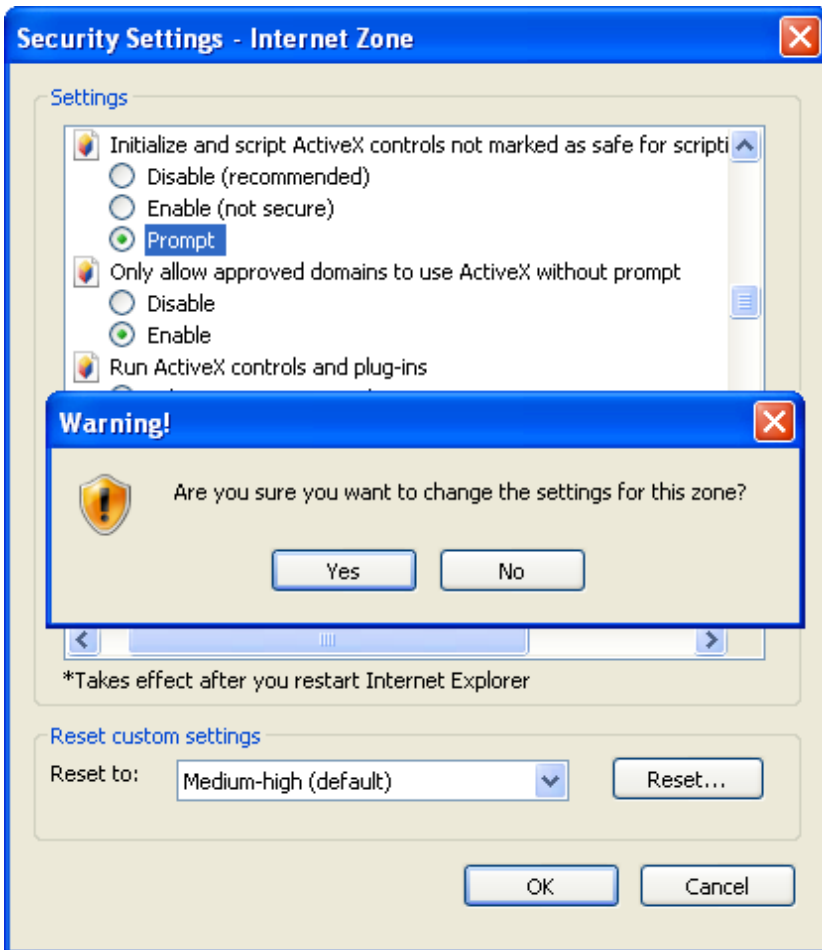 Security Settings - Internet Zone
Settings
Initialize and script ActiveX controls not marked as safe for scripti
Disable (recommended)
Enable (not secure)
Prompt
Only allow approved domains to use ActiveX without prompt
Disable
Enable
Run ActiveX controls and plug-ins
Warning!
Are you sure you want to change the settings for this zone?
Yes No
*Takes effect after you restart Internet Explorer
Reset custom settings
Reset to: Medium-high (default) Reset...
OK Cancel